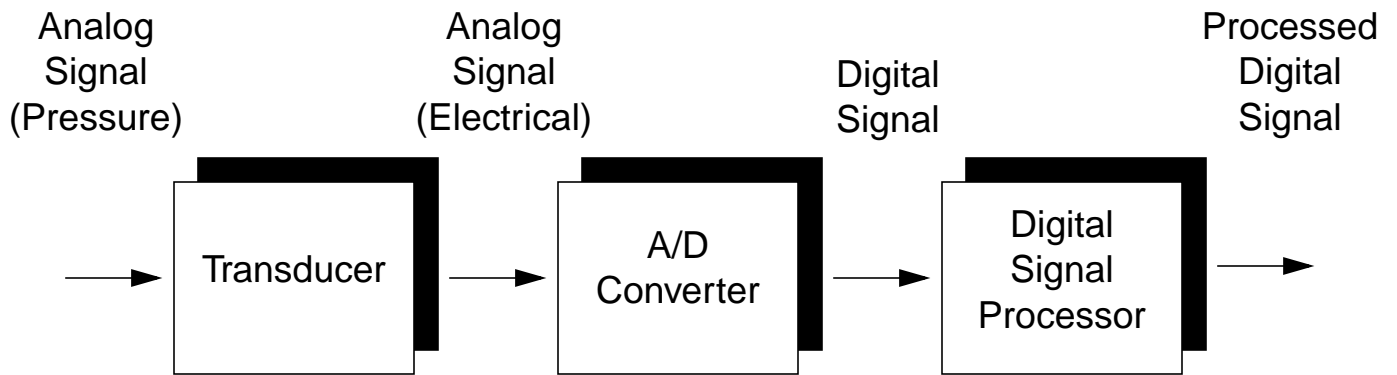 Analog
Signal
(Pressure)
Analog
Signal
(Electrical)
Digital
Signal
Processed
Digital
Signal
Transducer
A/D
Converter
Digital
Signal
Processor